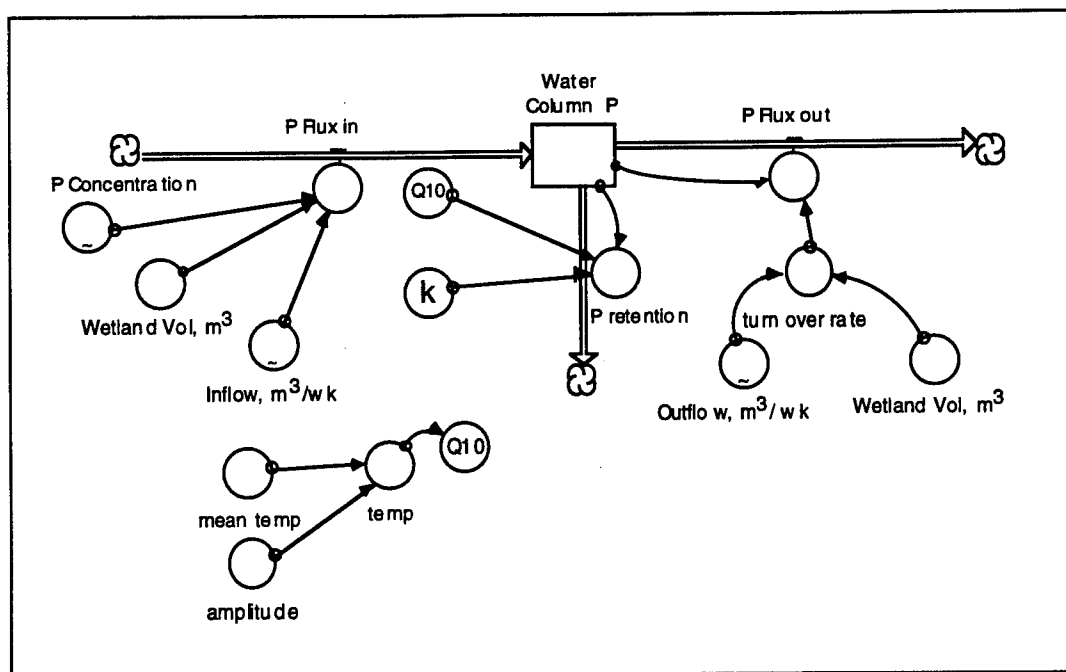 Water
Column P
P Flux in
P Flux out
P Concentration
Q10
k
Wetland Vol, m³
P retention
turn over rate
~
~
~
Inflow, m³/wk
Outflow, m³/wk
Wetland Vol, m³
Q10
mean temp
temp
amplitude